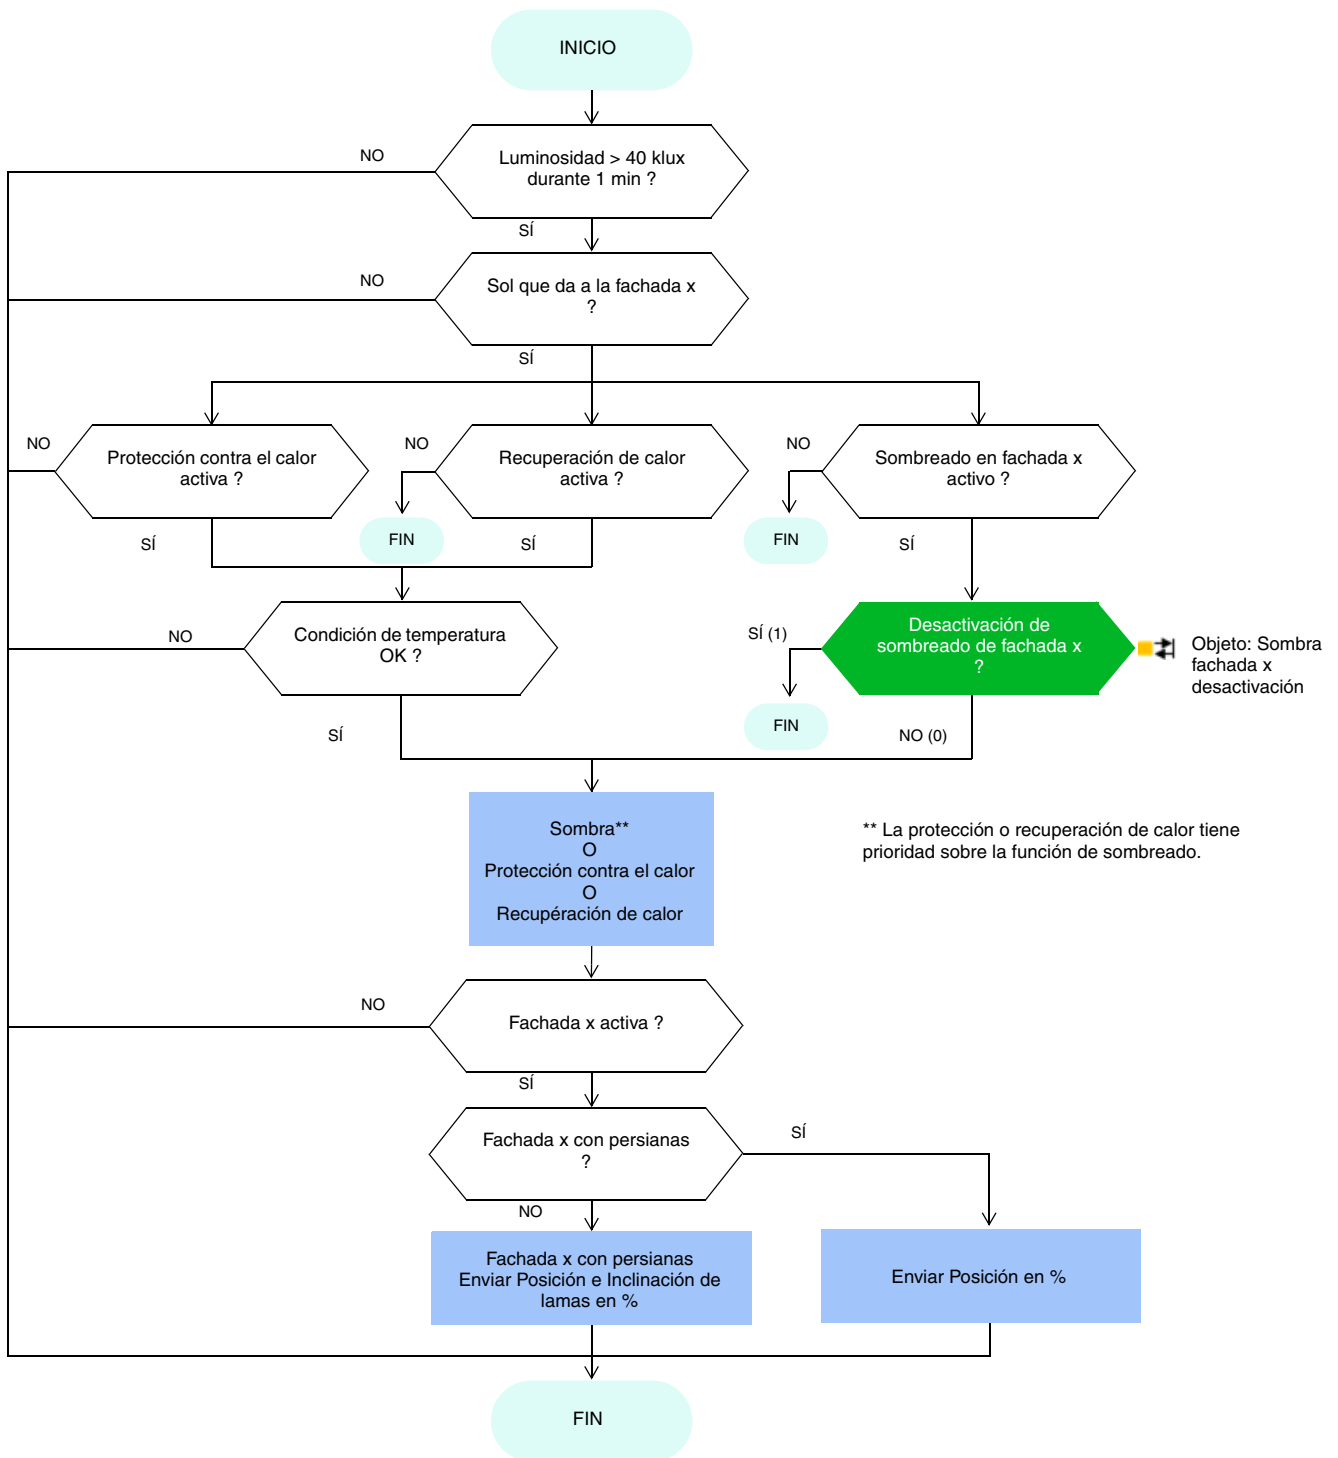 INICIO
NO
Luminosidad > 40 klux
durante 1 min ?
SÍ
NO
Sol que da a la fachada x
?
SÍ
NO
Protección contra el calor
activa ?
NO
Recuperación de calor
activa ?
NO
Sombreado en fachada x
activo ?
SÍ
FIN
SÍ
FIN
SÍ
NO
Condición de temperatura
OK ?
SÍ (1)
Desactivación de
sombreado de fachada x
?
Objeto: Sombra
fachada x
desactivación
SÍ
FIN
NO (0)
Sombra**
O
Protección contra el calor
O
Recupéración de calor
** La protección o recuperación de calor tiene
prioridad sobre la función de sombreado.
NO
Fachada x activa ?
SÍ
Fachada x con persianas
?
SÍ
NO
Fachada x con persianas
Enviar Posición e Inclinación de
lamas en %
Enviar Posición en %
FIN